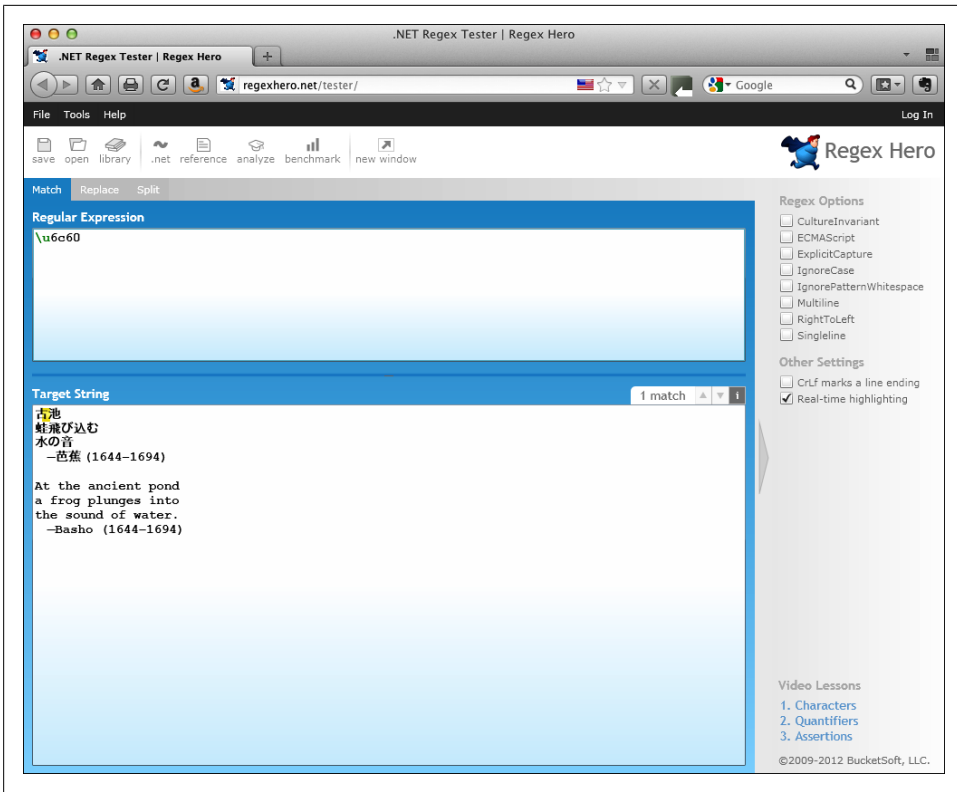 .NET Regex Tester | Regex Hero
.NET Regex Tester | Regex Hero
regexhero.net/tester/
Google
File Tools Help
Log In
save open library .net reference analyze benchmark new window
Regex Hero
Match Replace Split
Regular Expression
\u6c60
Regex Options
CultureInvariant
ECMAScript
ExplicitCapture
IgnoreCase
IgnorePatternWhitespace
Multiline
RightToLeft
Singleline
Other Settings
CrLf marks a line ending
Real-time highlighting
Target String
1 match
古池
蛙飛び込む
水の音
—芭蕉 (1644–1694)
At the ancient pond
a frog plunges into
the sound of water.
—Basho (1644–1694)
Video Lessons
1. Characters
2. Quantifiers
3. Assertions
©2009-2012 BucketSoft, LLC.